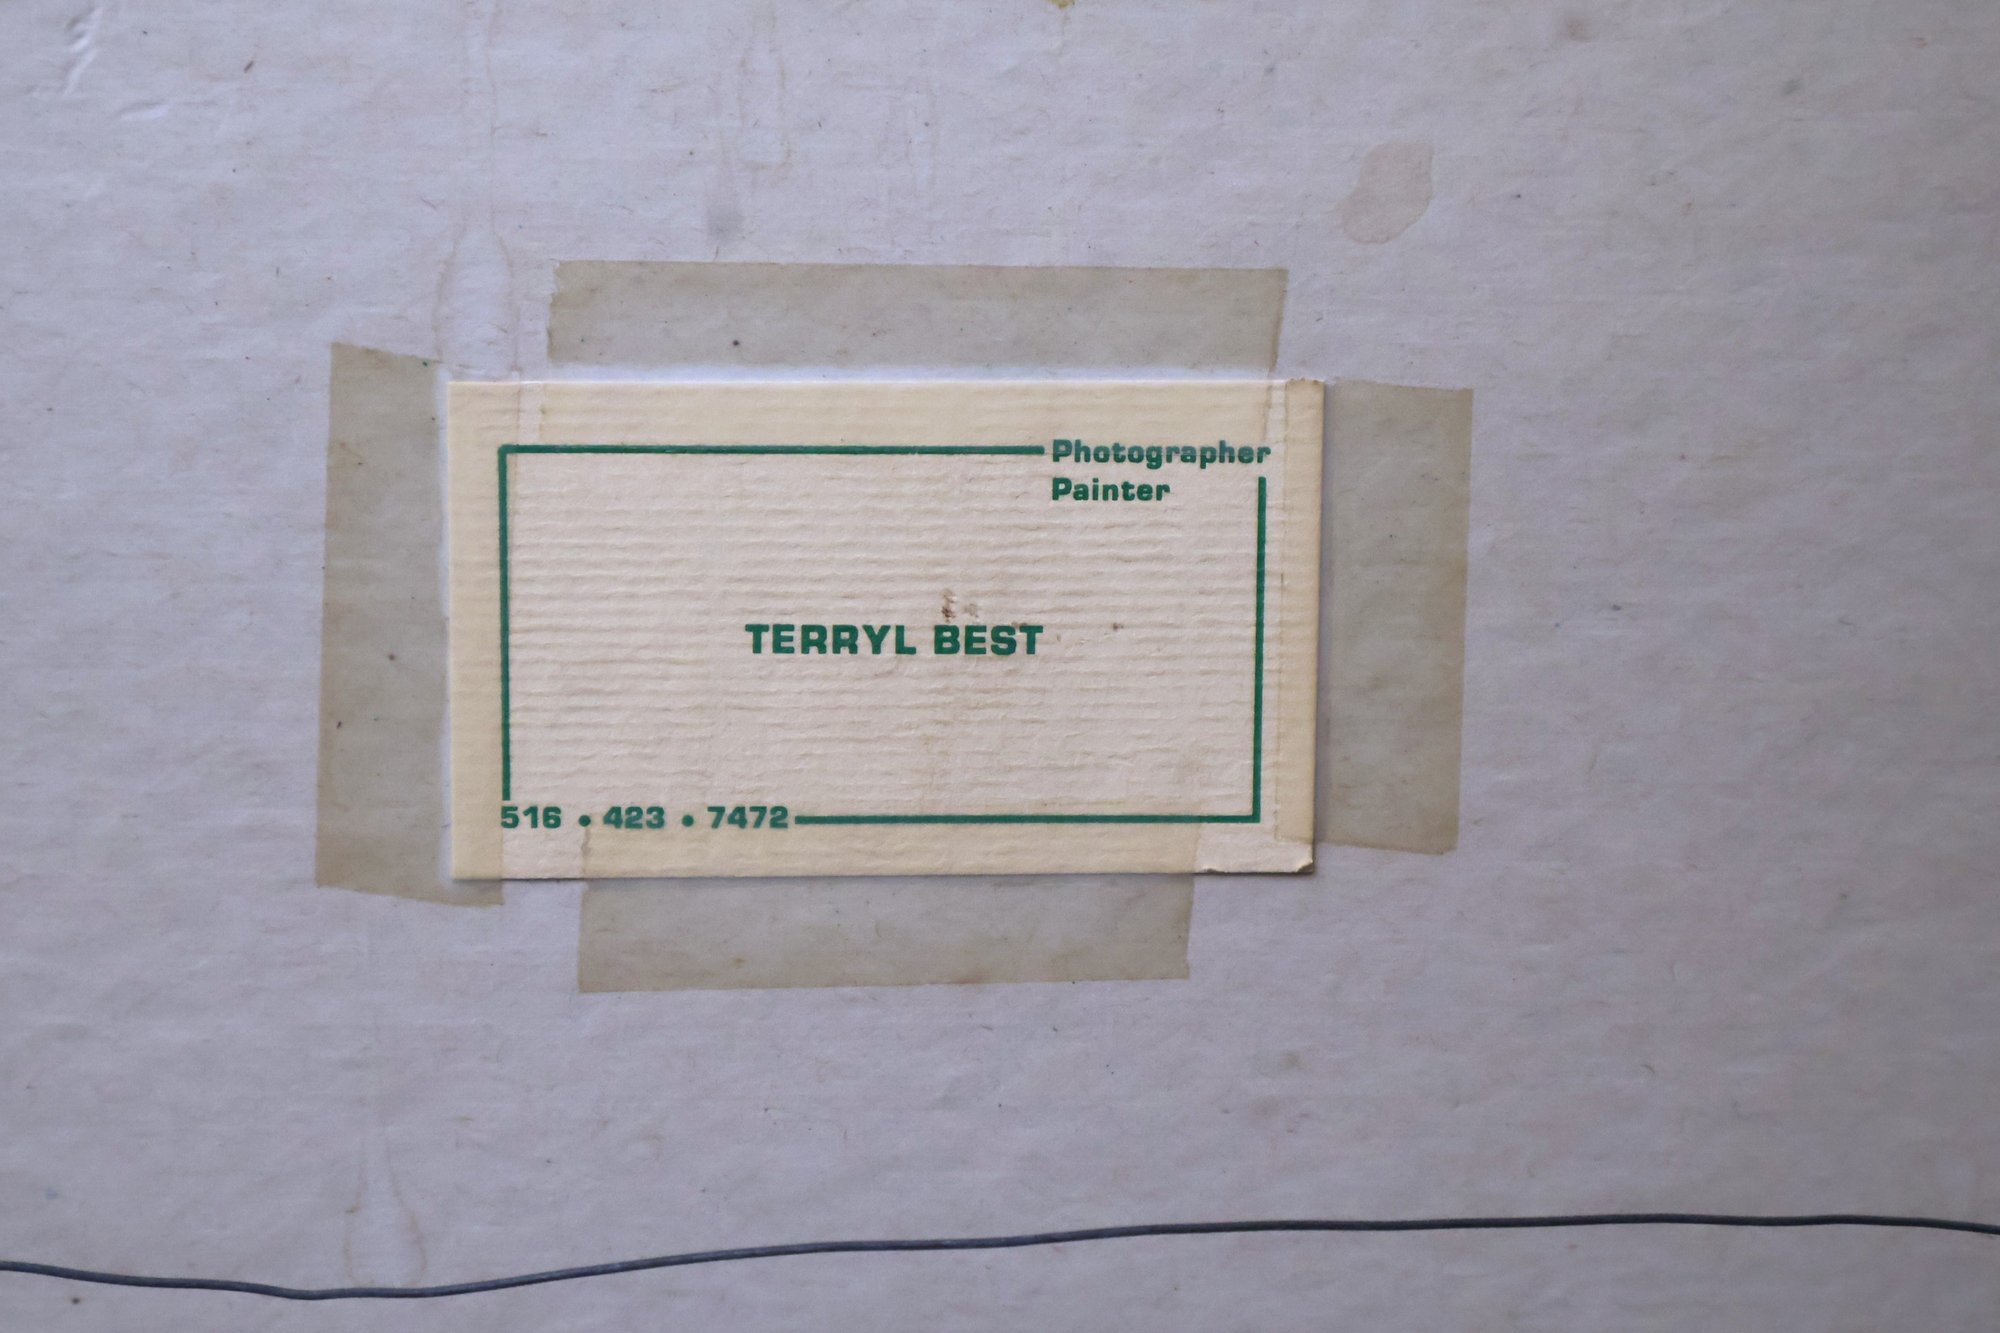 Photographer
Painter
TERRYL BEST
516 • 423 • 7472